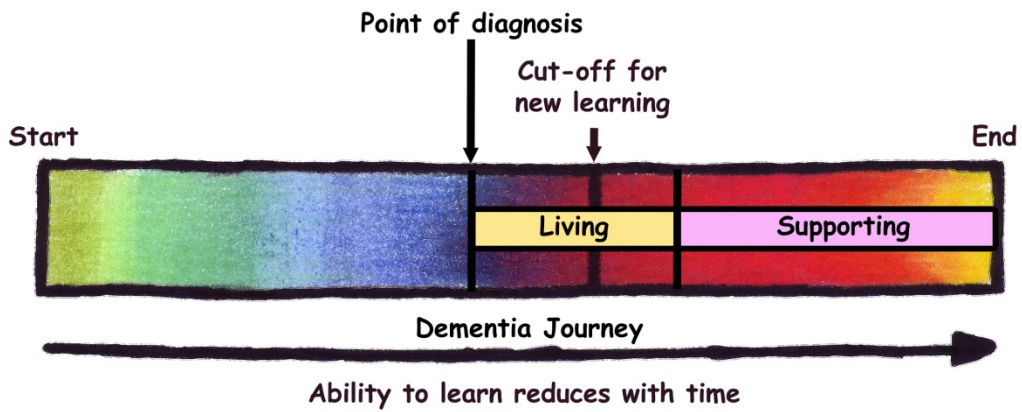 Point of diagnosis
Cut-off for
new learning
Start
End
Living
Supporting
Dementia Journey
Ability to learn reduces with time